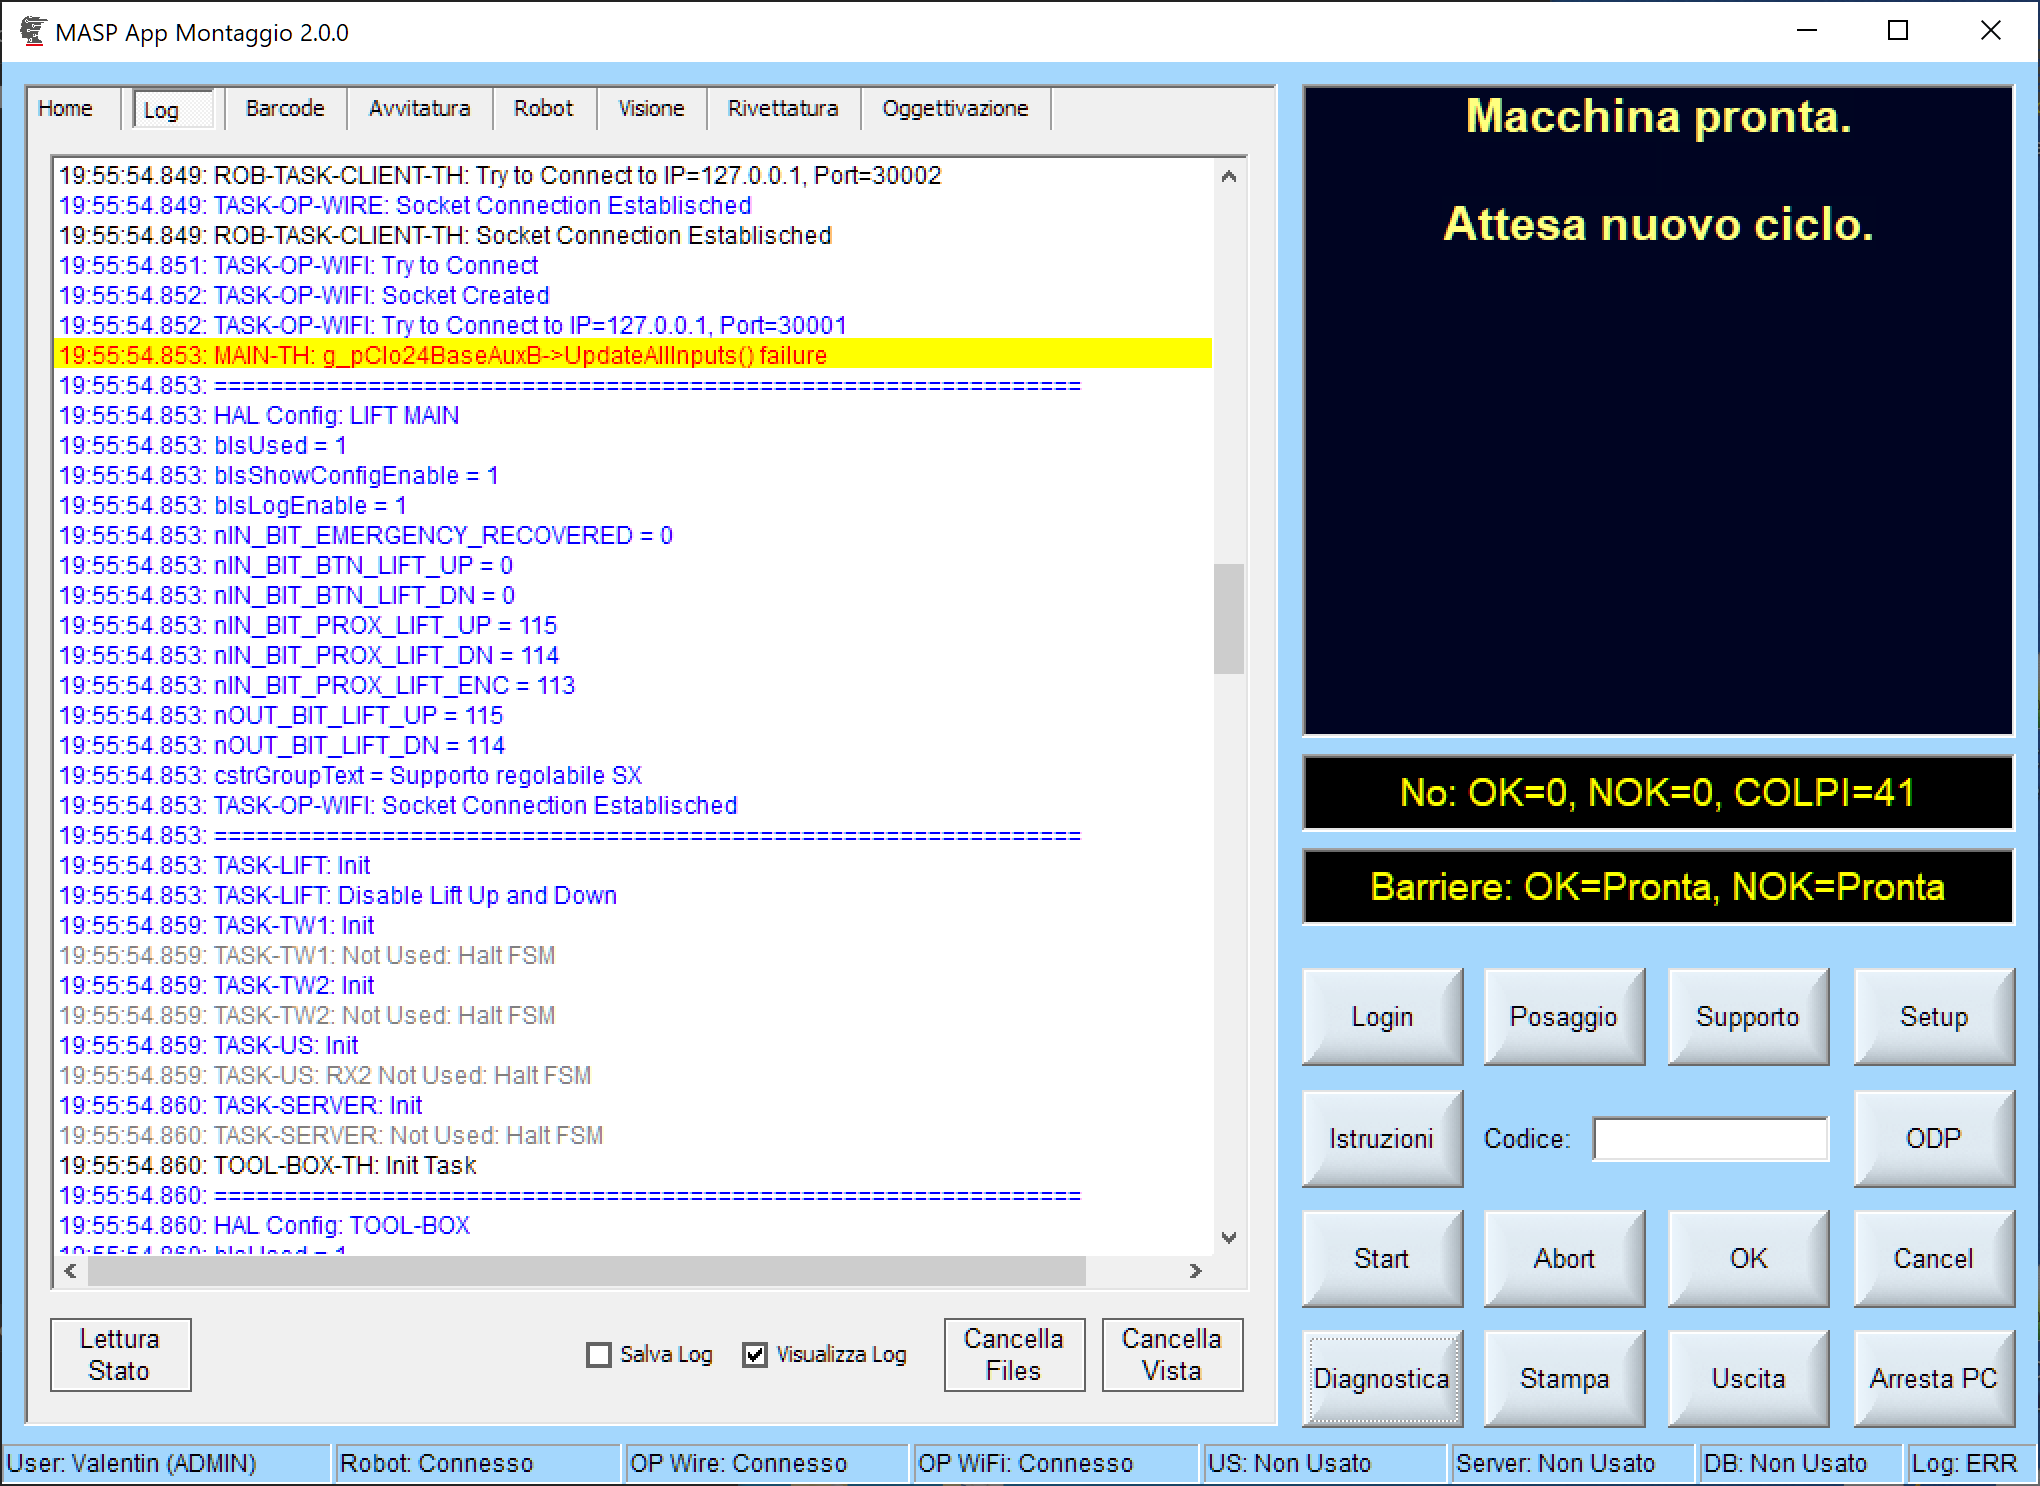 MASP App Montaggio 2.0.0
Home Log Barcode Avvitatura Robot Visione Rivettatura Oggettivazione
19:55:54.849: ROB-TASK-CLIENT-TH: Try to Connect to IP=127.0.0.1, Port=30002
19:55:54.849: TASK-OP-WIRE: Socket Connection Establisched
19:55:54.849: ROB-TASK-CLIENT-TH: Socket Connection Establisched
19:55:54.851: TASK-OP-WIFI: Try to Connect
19:55:54.852: TASK-OP-WIFI: Socket Created
19:55:54.852: TASK-OP-WIFI: Try to Connect to IP=127.0.0.1, Port=30001
19:55:54.853: MAIN-TH: g_pCIo24BaseAuxB->UpdateAllInputs() failure
19:55:54.853: ==============================================================
19:55:54.853: HAL Config: LIFT MAIN
19:55:54.853: bIsUsed = 1
19:55:54.853: bIsShowConfigEnable = 1
19:55:54.853: bIsLogEnable = 1
19:55:54.853: nIN_BIT_EMERGENCY_RECOVERED = 0
19:55:54.853: nIN_BIT_BTN_LIFT_UP = 0
19:55:54.853: nIN_BIT_BTN_LIFT_DN = 0
19:55:54.853: nIN_BIT_PROX_LIFT_UP = 115
19:55:54.853: nIN_BIT_PROX_LIFT_DN = 114
19:55:54.853: nIN_BIT_PROX_LIFT_ENC = 113
19:55:54.853: nOUT_BIT_LIFT_UP = 115
19:55:54.853: nOUT_BIT_LIFT_DN = 114
19:55:54.853: cstrGroupText = Supporto regolabile SX
19:55:54.853: TASK-OP-WIFI: Socket Connection Establisched
19:55:54.853: ==============================================================
19:55:54.853: TASK-LIFT: Init
19:55:54.853: TASK-LIFT: Disable Lift Up and Down
19:55:54.859: TASK-TW1: Init
19:55:54.859: TASK-TW1: Not Used: Halt FSM
19:55:54.859: TASK-TW2: Init
19:55:54.859: TASK-TW2: Not Used: Halt FSM
19:55:54.859: TASK-US: Init
19:55:54.859: TASK-US: RX2 Not Used: Halt FSM
19:55:54.860: TASK-SERVER: Init
19:55:54.860: TASK-SERVER: Not Used: Halt FSM
19:55:54.860: TOOL-BOX-TH: Init Task
19:55:54.860: ==============================================================
19:55:54.860: HAL Config: TOOL-BOX
19:55:54.860: bIsUsed = 1
Lettura
Stato
Salva Log
Visualizza Log
Cancella
Files
Cancella
Vista
Macchina pronta.
Attesa nuovo ciclo.
No: OK=0, NOK=0, COLPI=41
Barriere: OK=Pronta, NOK=Pronta
Login Posaggio Supporto Setup
Istruzioni Codice: ODP
Start Abort OK Cancel
Diagnostica Stampa Uscita Arresta PC
User: Valentin (ADMIN) Robot: Connesso OP Wire: Connesso OP WiFi: Connesso US: Non Usato Server: Non Usato DB: Non Usato Log: ERR